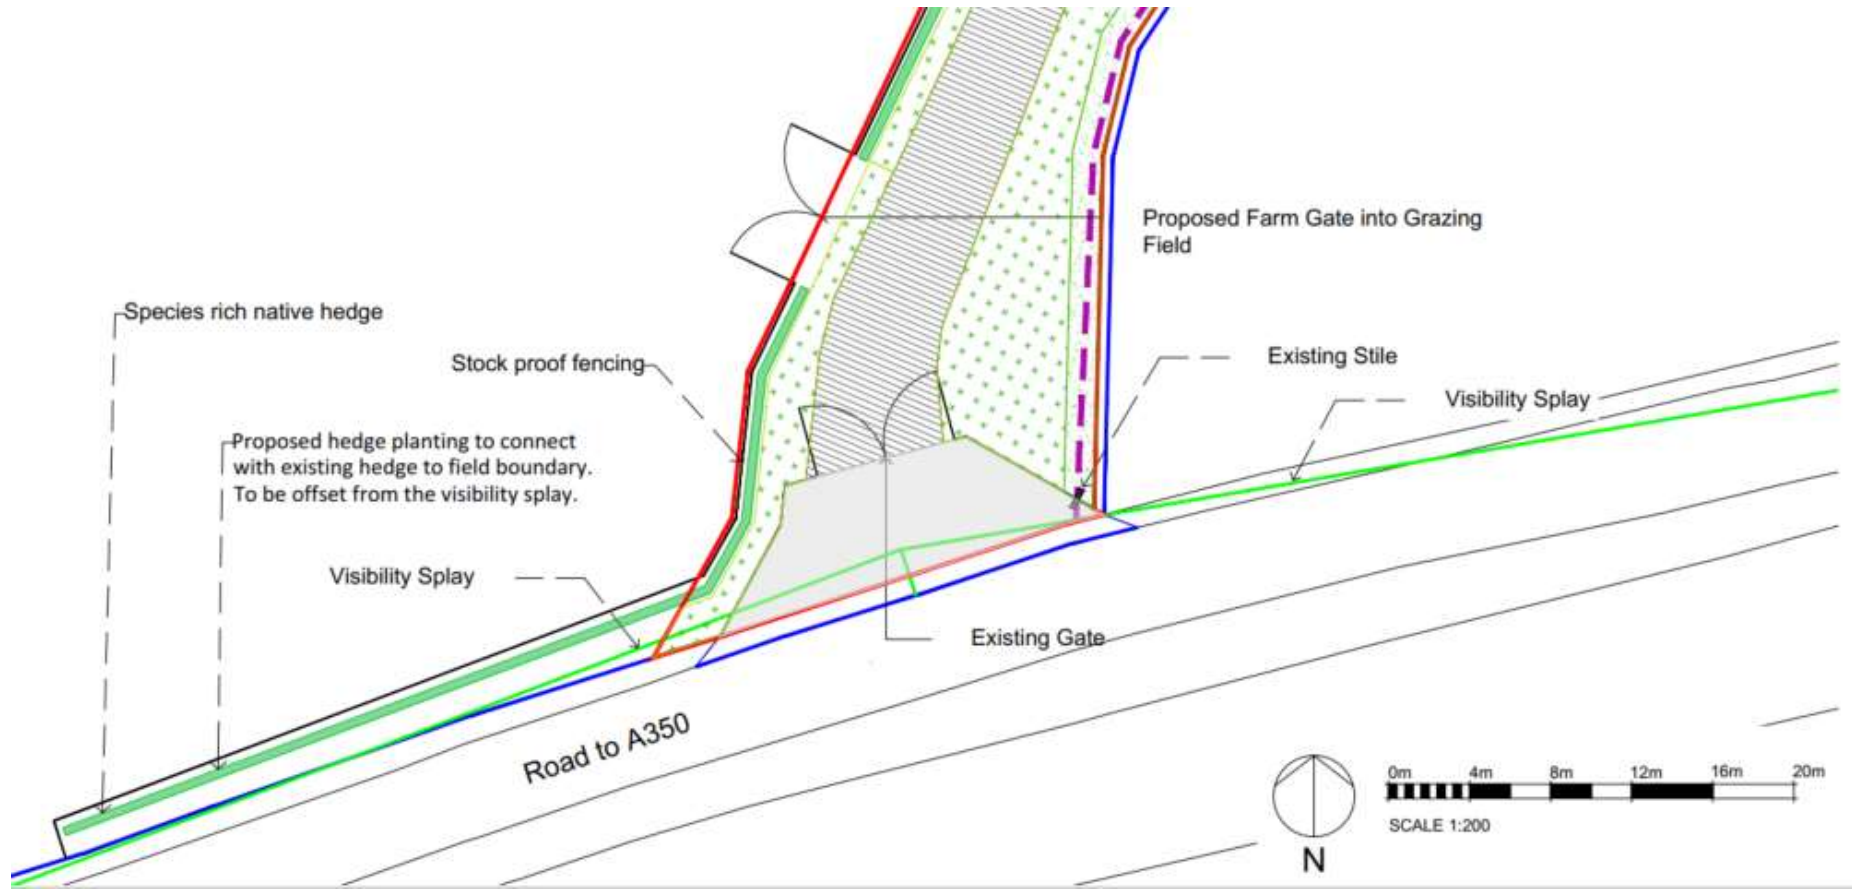 Proposed Farm Gate into Grazing
Field
Species rich native hedge
Stock proof fencing
Existing Stile
Visibility Splay
Proposed hedge planting to connect
with existing hedge to field boundary.
To be offset from the visibility splay.
Visibility Splay
Existing Gate
Road to A350
0m 4m 8m 12m 16m 20m
SCALE 1:200
N